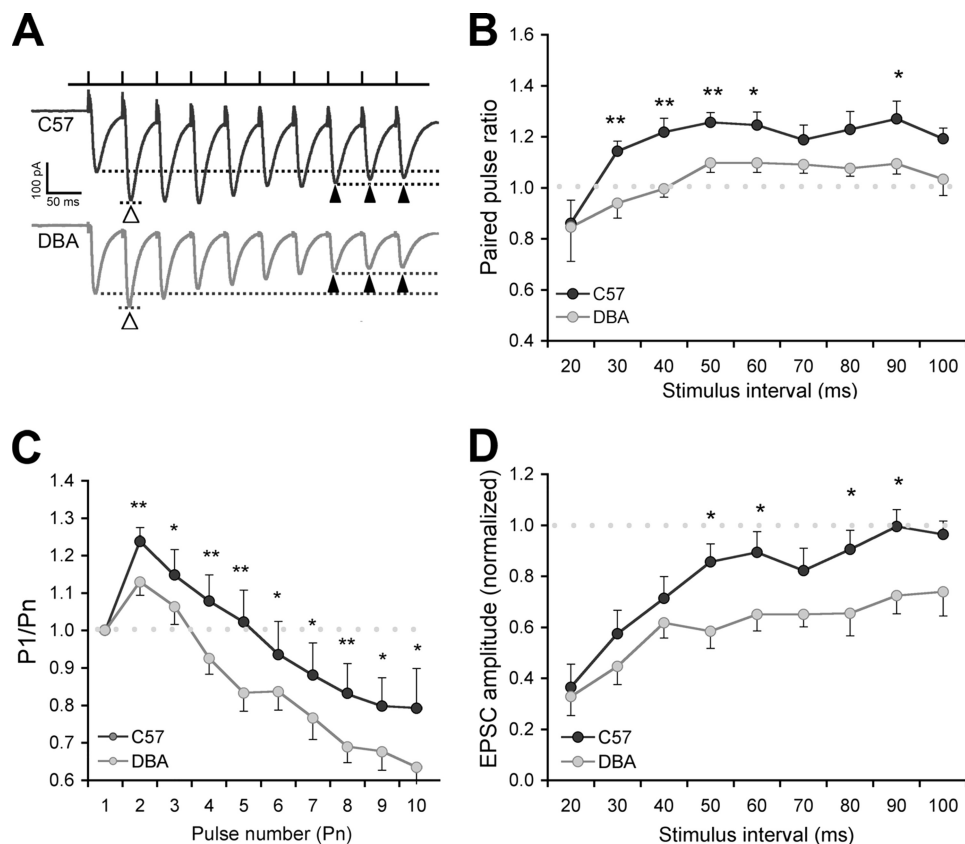 A
C57
100 pA
50 ms
DBA
B
Paired pulse ratio
1.6
1.4
1.2
1.0
0.8
0.6
0.4
** ** ** * *
C57
DBA
20 30 40 50 60 70 80 90 100
Stimulus interval (ms)
C
P1/Pn
1.4
1.3
1.2
1.1
1.0
0.9
0.8
0.7
0.6
** * ** ** * * ** * *
C57
DBA
1 2 3 4 5 6 7 8 9 10
Pulse number (Pn)
D
EPSC amplitude (normalized)
1.2
1.0
0.8
0.6
0.4
0.2
0.0
* * * *
C57
DBA
20 30 40 50 60 70 80 90 100
Stimulus interval (ms)